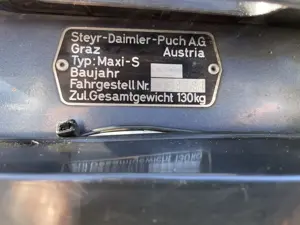 Steyr-Daimler-Puch A.G.
Graz Austria
Typ: Maxi-S
Baujahr
Fahrgestell Nr.
Zul.Gesamtgewicht 130kg